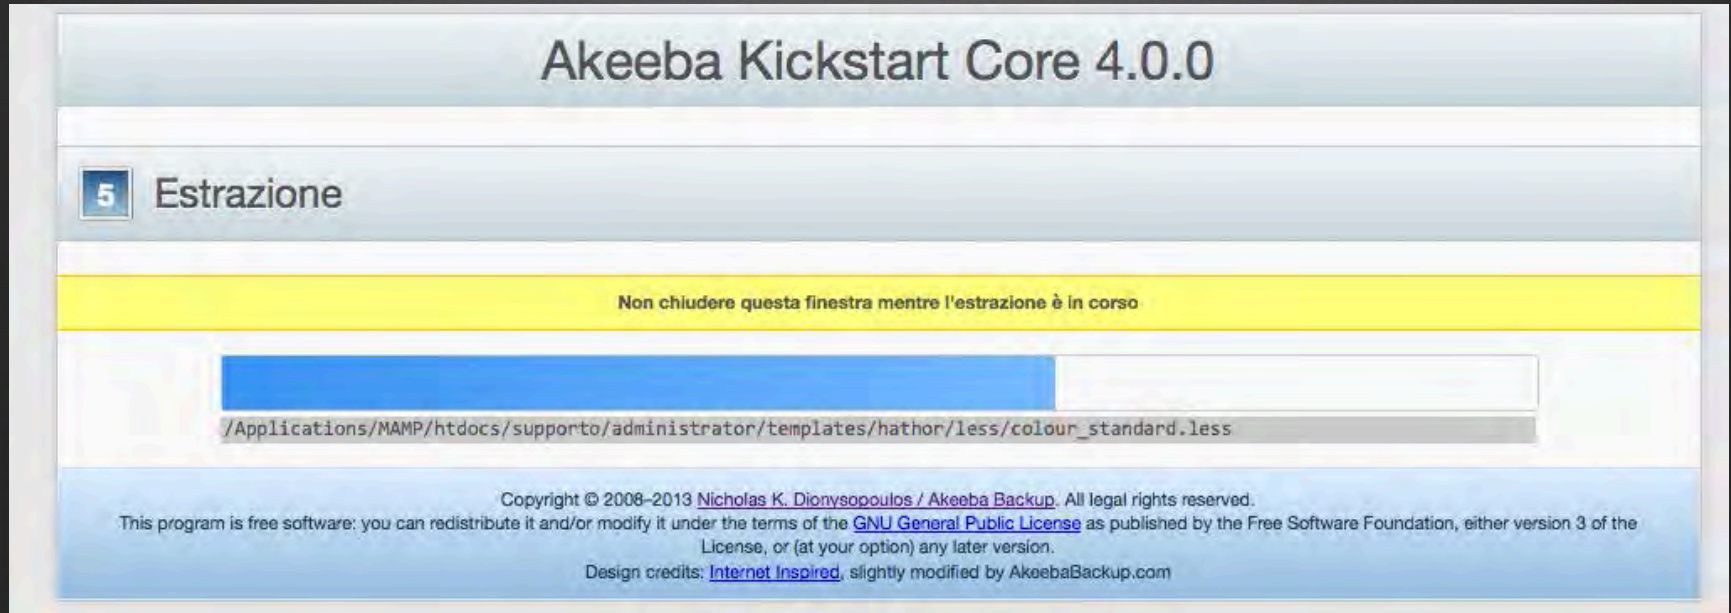 Akeeba Kickstart Core 4.0.0
5 Estrazione
Non chiudere questa finestra mentre l'estrazione è in corso
/Applications/MAMP/htdocs/supporto/administrator/templates/hathor/less/colour_standard.less
Copyright © 2008–2013 Nicholas K. Dionysopoulos / Akeeba Backup. All legal rights reserved.
This program is free software: you can redistribute it and/or modify it under the terms of the GNU General Public License as published by the Free Software Foundation, either version 3 of the
License, or (at your option) any later version.
Design credits: Internet Inspired, slightly modified by AkeebaBackup.com